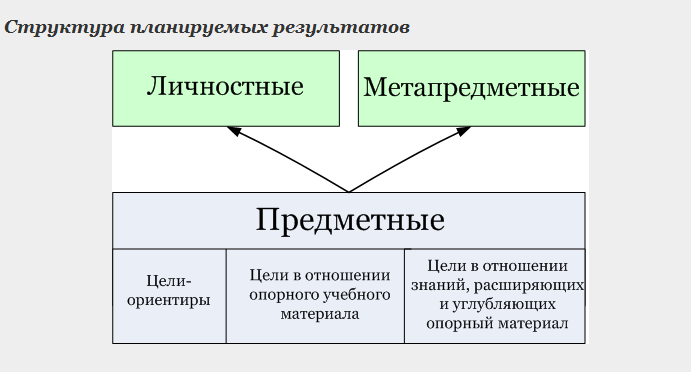 Структура планируемых результатов
Личностные
Метапредметные
Предметные
Цели-
ориентиры
Цели в отношении
опорного учебного
материала
Цели в отношении
знаний, расширяющих
и углубляющих
опорный материал